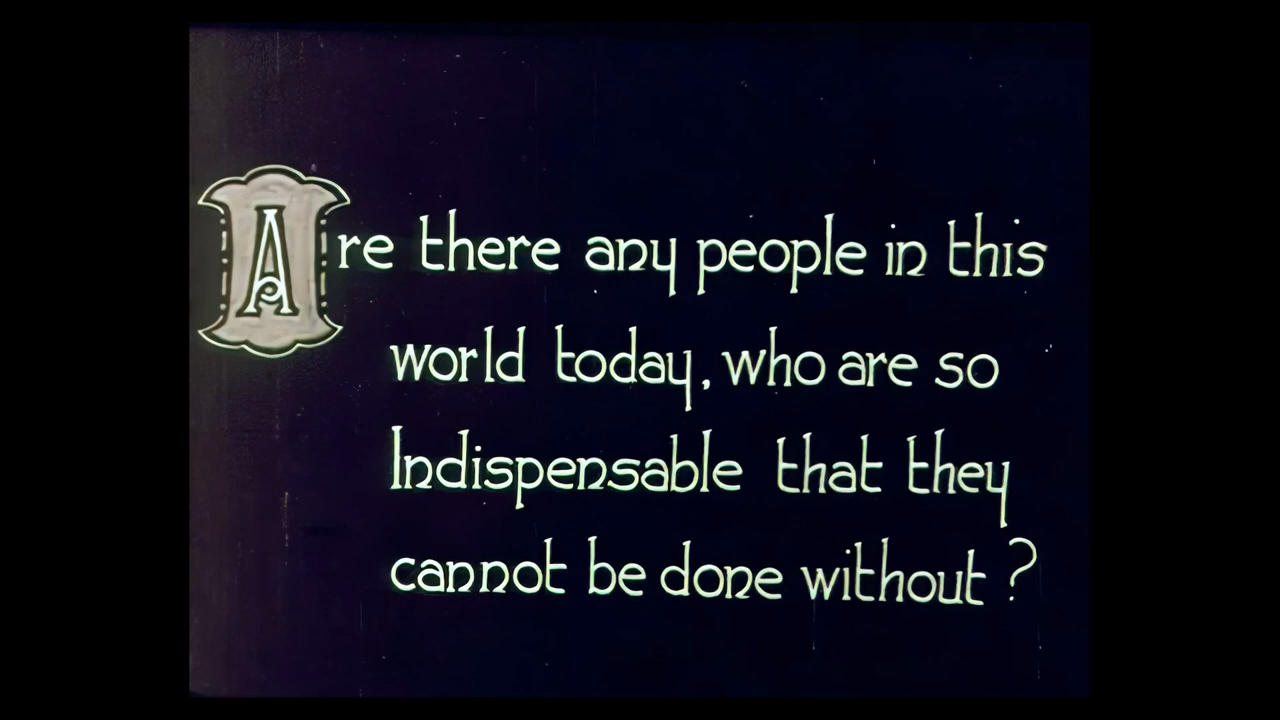 Are there any people in this
world today, who are so
Indispensable that they
cannot be done without ?